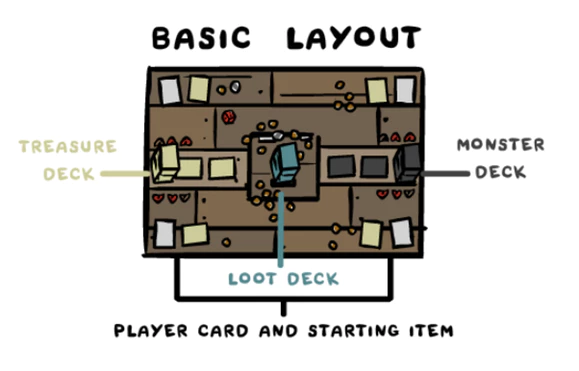 BASIC LAYOUT
TREASURE
DECK
MONSTER
DECK
LOOT DECK
PLAYER CARD AND STARTING ITEM